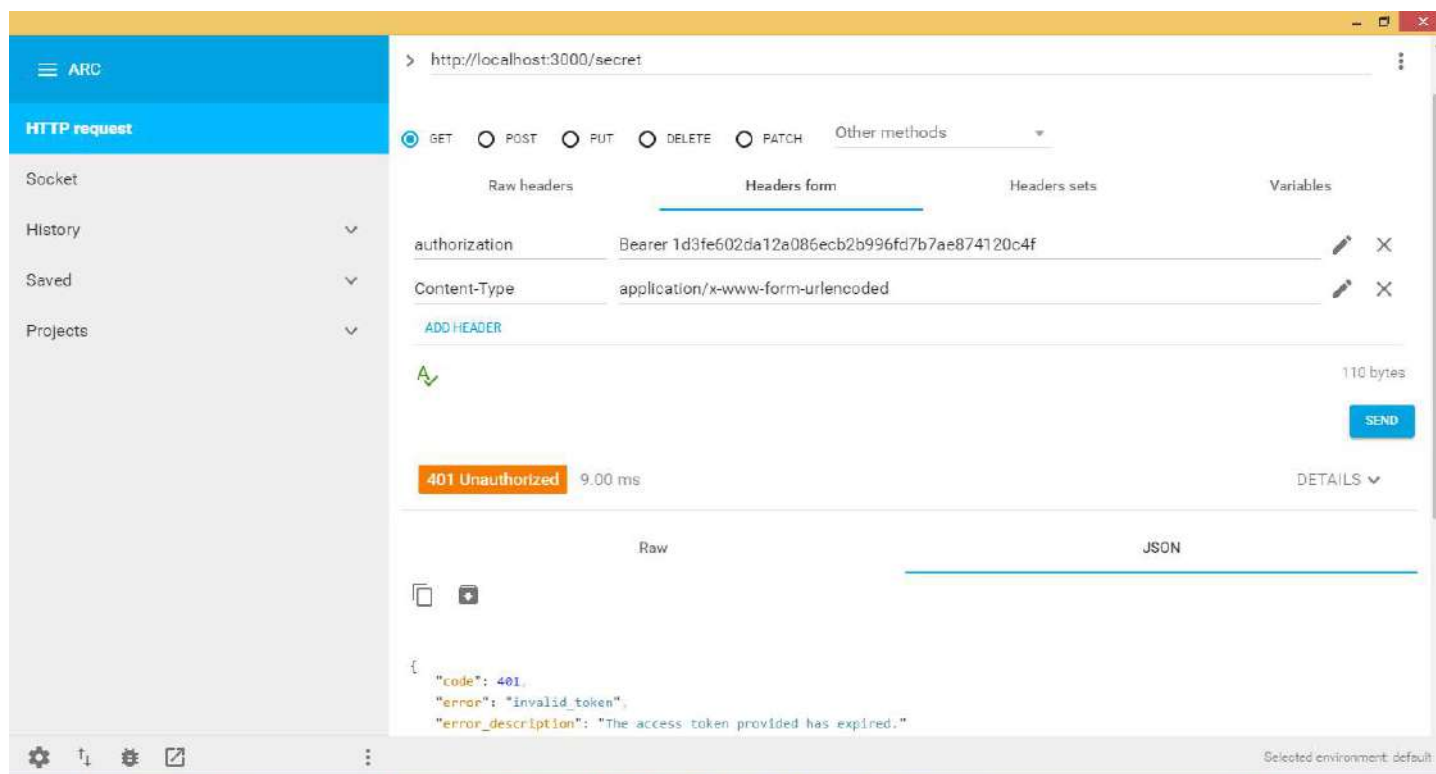 ARC
http://localhost:3000/secret
HTTP request
GET POST PUT DELETE PATCH Other methods
Socket
Raw headers Headers form Headers sets Variables
History
authorization Bearer 1d3fe602da12a086ecb2b996fd7b7ae874120c4f
Saved
Content-Type application/x-www-form-urlencoded
Projects
ADD HEADER
110 bytes
SEND
401 Unauthorized 9.00 ms DETAILS
Raw JSON
{
"code": 401,
"error": "invalid_token",
"error_description": "The access token provided has expired."
Selected environment: default